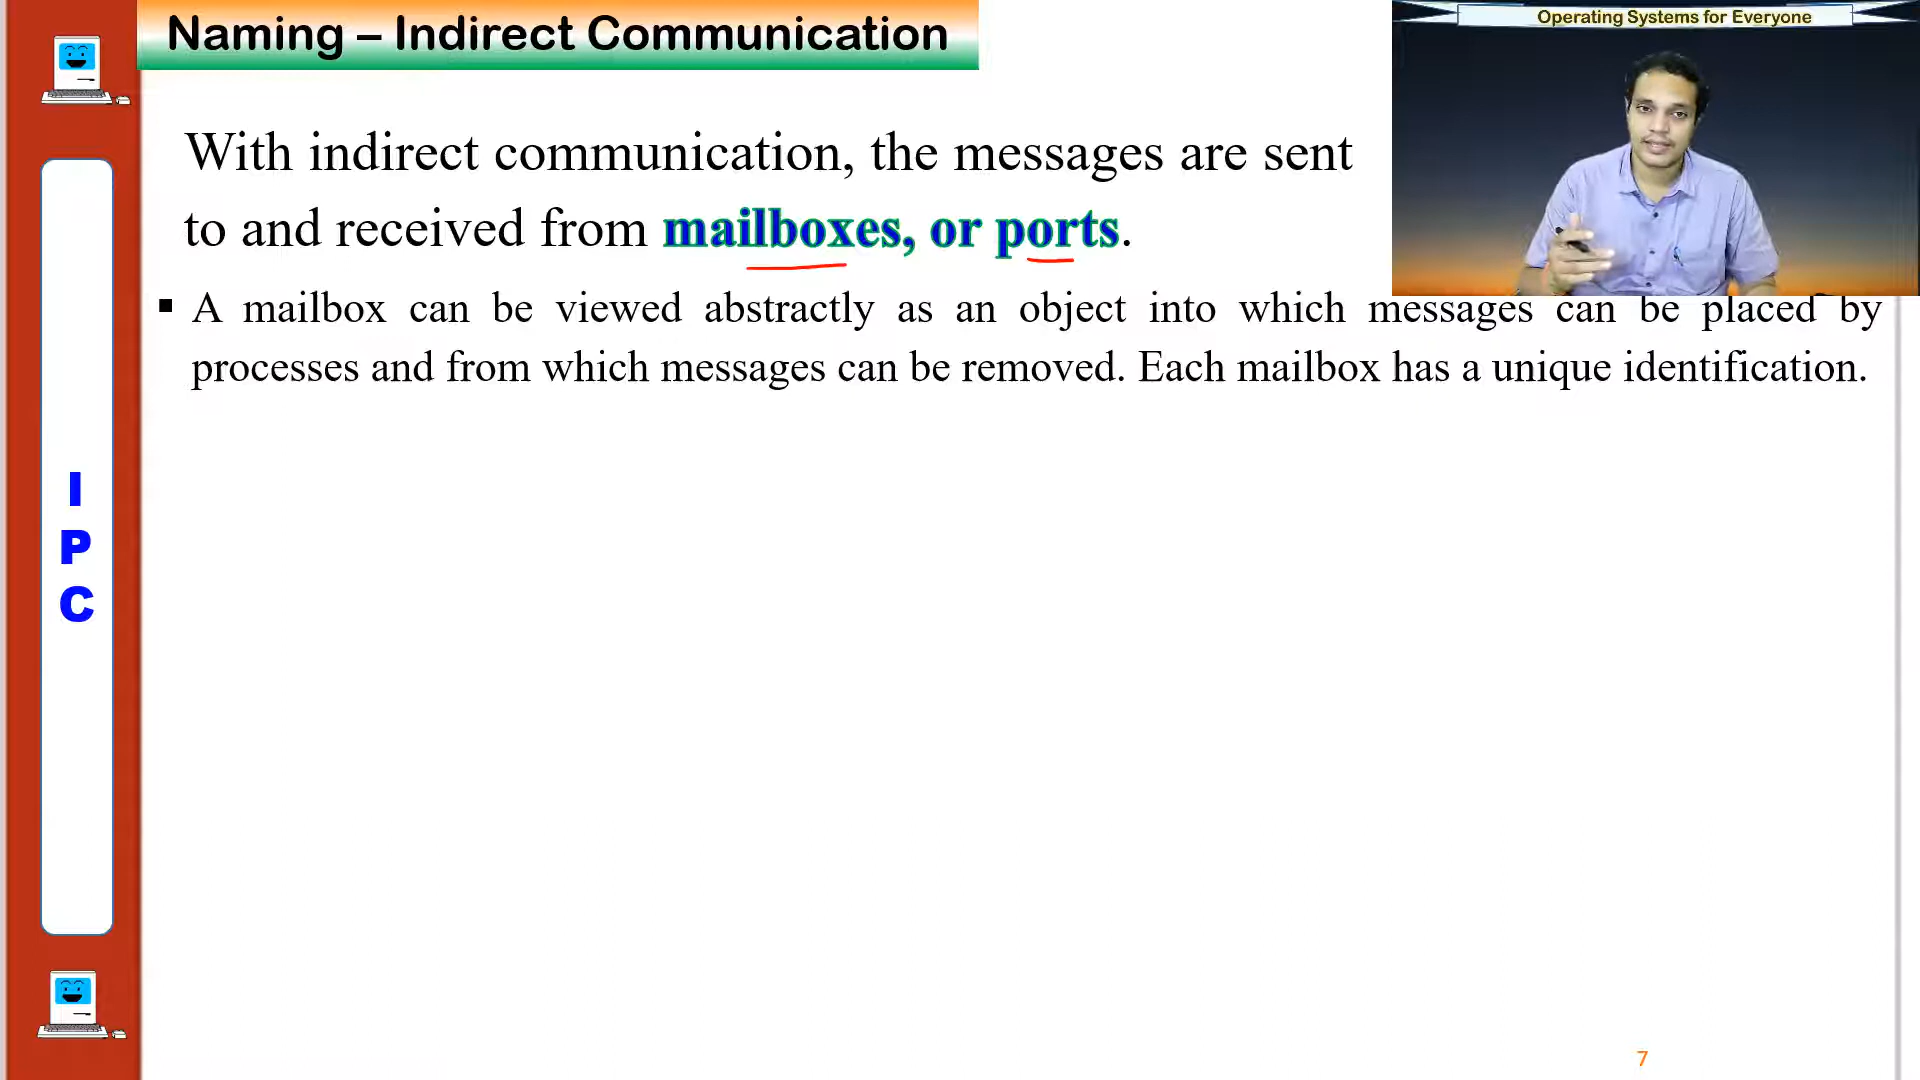 Naming – Indirect Communication
Operating Systems for Everyone
With indirect communication, the messages are sent
to and received from mailboxes, or ports.
▪ A mailbox can be viewed abstractly as an object into which messages can be placed by
processes and from which messages can be removed. Each mailbox has a unique identification.
I
P
C
7